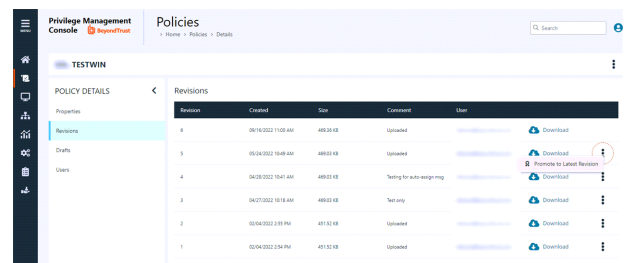 MENU
Privilege Management
Console BeyondTrust
Policies
> Home > Policies > Details
Search
TESTWIN
POLICY DETAILS
Properties
Revisions
Drafts
Users
Revisions
Revision Created Size Comment User
6 09/16/2022 11:00 AM 469.36 KB Uploaded Download
5 05/24/2022 10:49 AM 469.03 KB Uploaded Download
Promote to Latest Revision
4 04/28/2022 10:41 AM 469.03 KB Testing for auto-assign msg Download
3 04/27/2022 10:18 AM 469.03 KB Test only Download
2 02/04/2022 2:55 PM 451.52 KB Uploaded Download
1 02/04/2022 2:54 PM 451.52 KB Uploaded Download